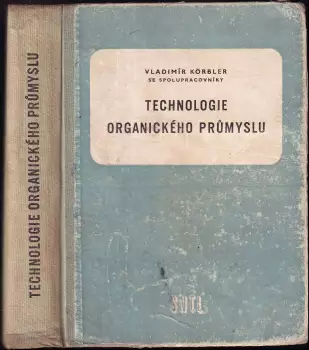 TECHNOLOGIE ORGANICKÉHO PRŮMYSLU
VLADIMÍR KÖRBLER
SE SPOLUPRACOVNÍKY
TECHNOLOGIE
ORGANICKÉHO PRŮMYSLU
SNTL